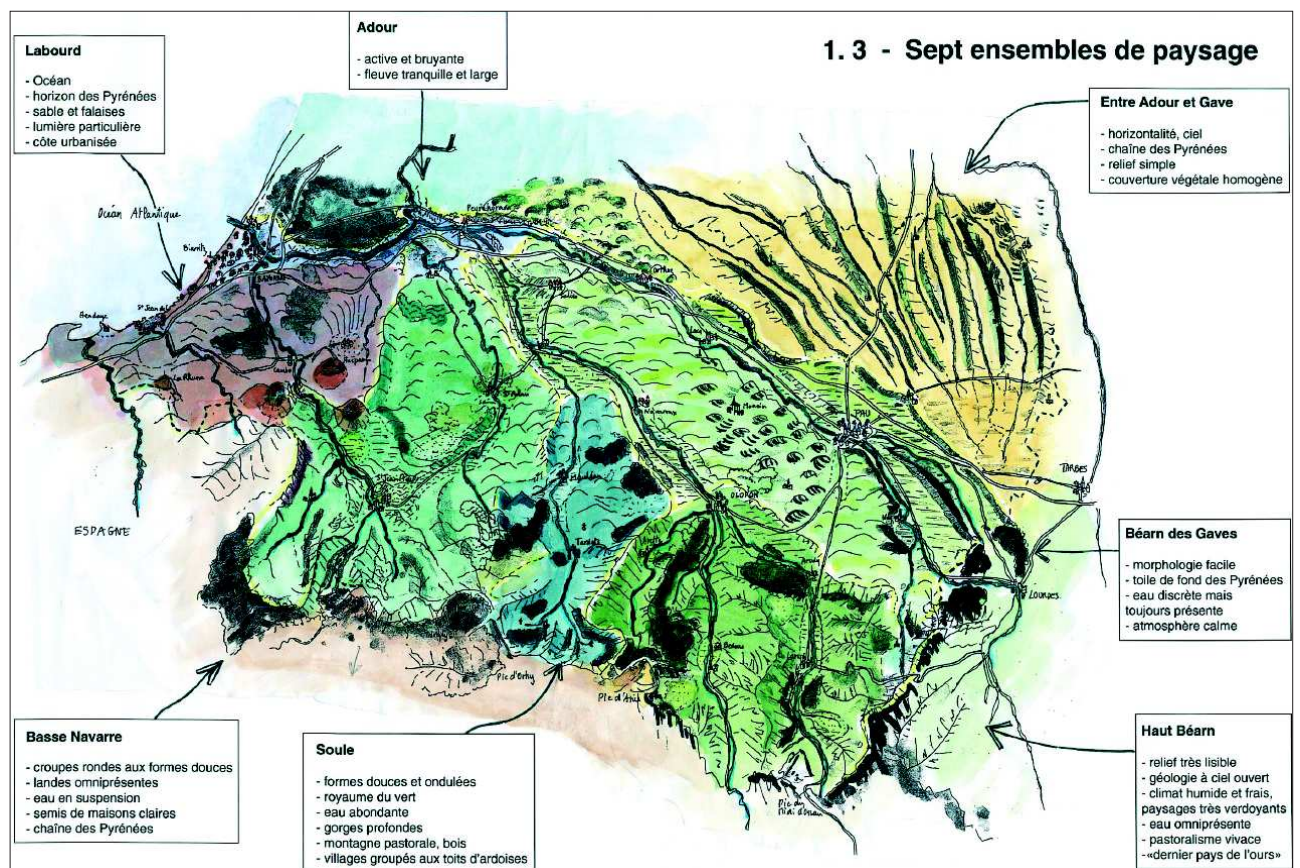 1. 3 - Sept ensembles de paysage
Labourd
- Océan
- horizon des Pyrénées
- sable et falaises
- lumière particulière
- côte urbanisée
Adour
- active et bruyante
- fleuve tranquille et large
Entre Adour et Gave
- horizontalité, ciel
- chaîne des Pyrénées
- relief simple
- couverture végétale homogène
Océan Atlantique
Biarritz
Hendaye
La Rhune
Cambo
Orthez
Monein
PAU
TARBES
OLORON
Lourdes
ESPAGNE
Pic d'Orhy
Pic d'Anie
Pic du
Midi d'Ossau
Béarn des Gaves
- morphologie facile
- toile de fond des Pyrénées
- eau discrète mais
toujours présente
- atmosphère calme
Basse Navarre
- croupes rondes aux formes douces
- landes omniprésentes
- eau en suspension
- semis de maisons claires
- chaîne des Pyrénées
Soule
- formes douces et ondulées
- royaume du vert
- eau abondante
- gorges profondes
- montagne pastorale, bois
- villages groupés aux toits d'ardoises
Haut Béarn
- relief très lisible
- géologie à ciel ouvert
- climat humide et frais,
paysages très verdoyants
- eau omniprésente
- pastoralisme vivace
-«dernier pays de l'ours»